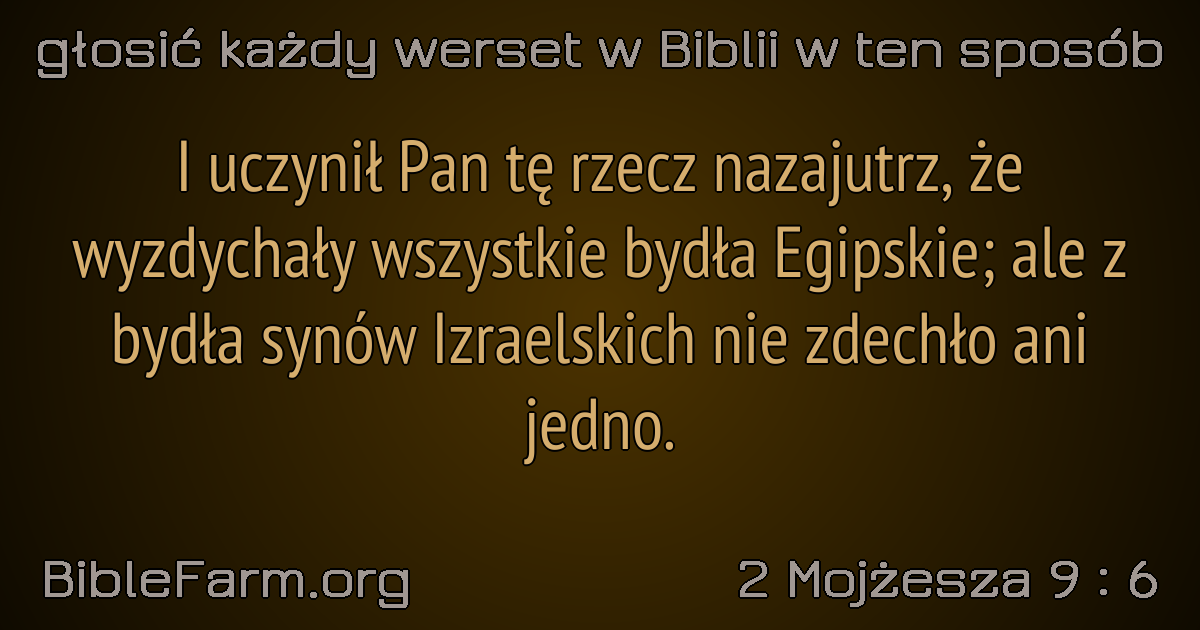 głosić każdy werset w Biblii w ten sposób
I uczynił Pan tę rzecz nazajutrz, że
wyzdychały wszystkie bydła Egipskie; ale z
bydła synów Izraelskich nie zdechło ani
jedno.
BibleFarm.org
2 Mojżesza 9 : 6